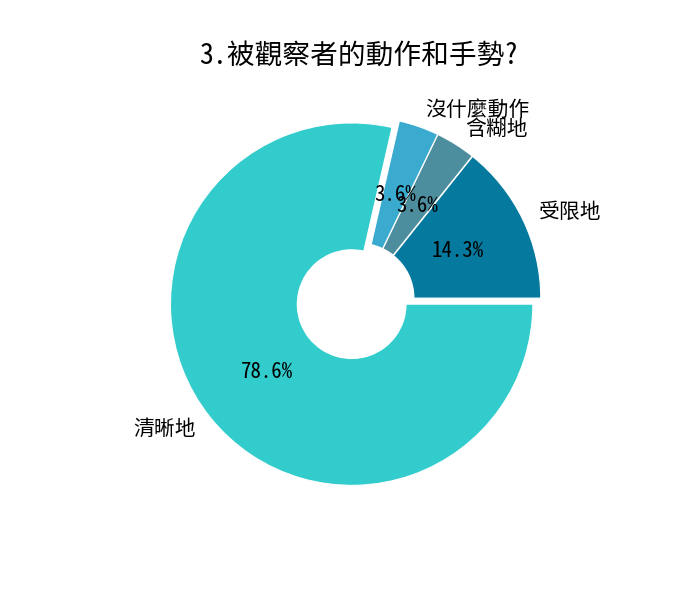 3.被觀察者的動作和手勢?
沒什麼動作
含糊地
3.6%
3.6%
受限地
14.3%
78.6%
清晰地